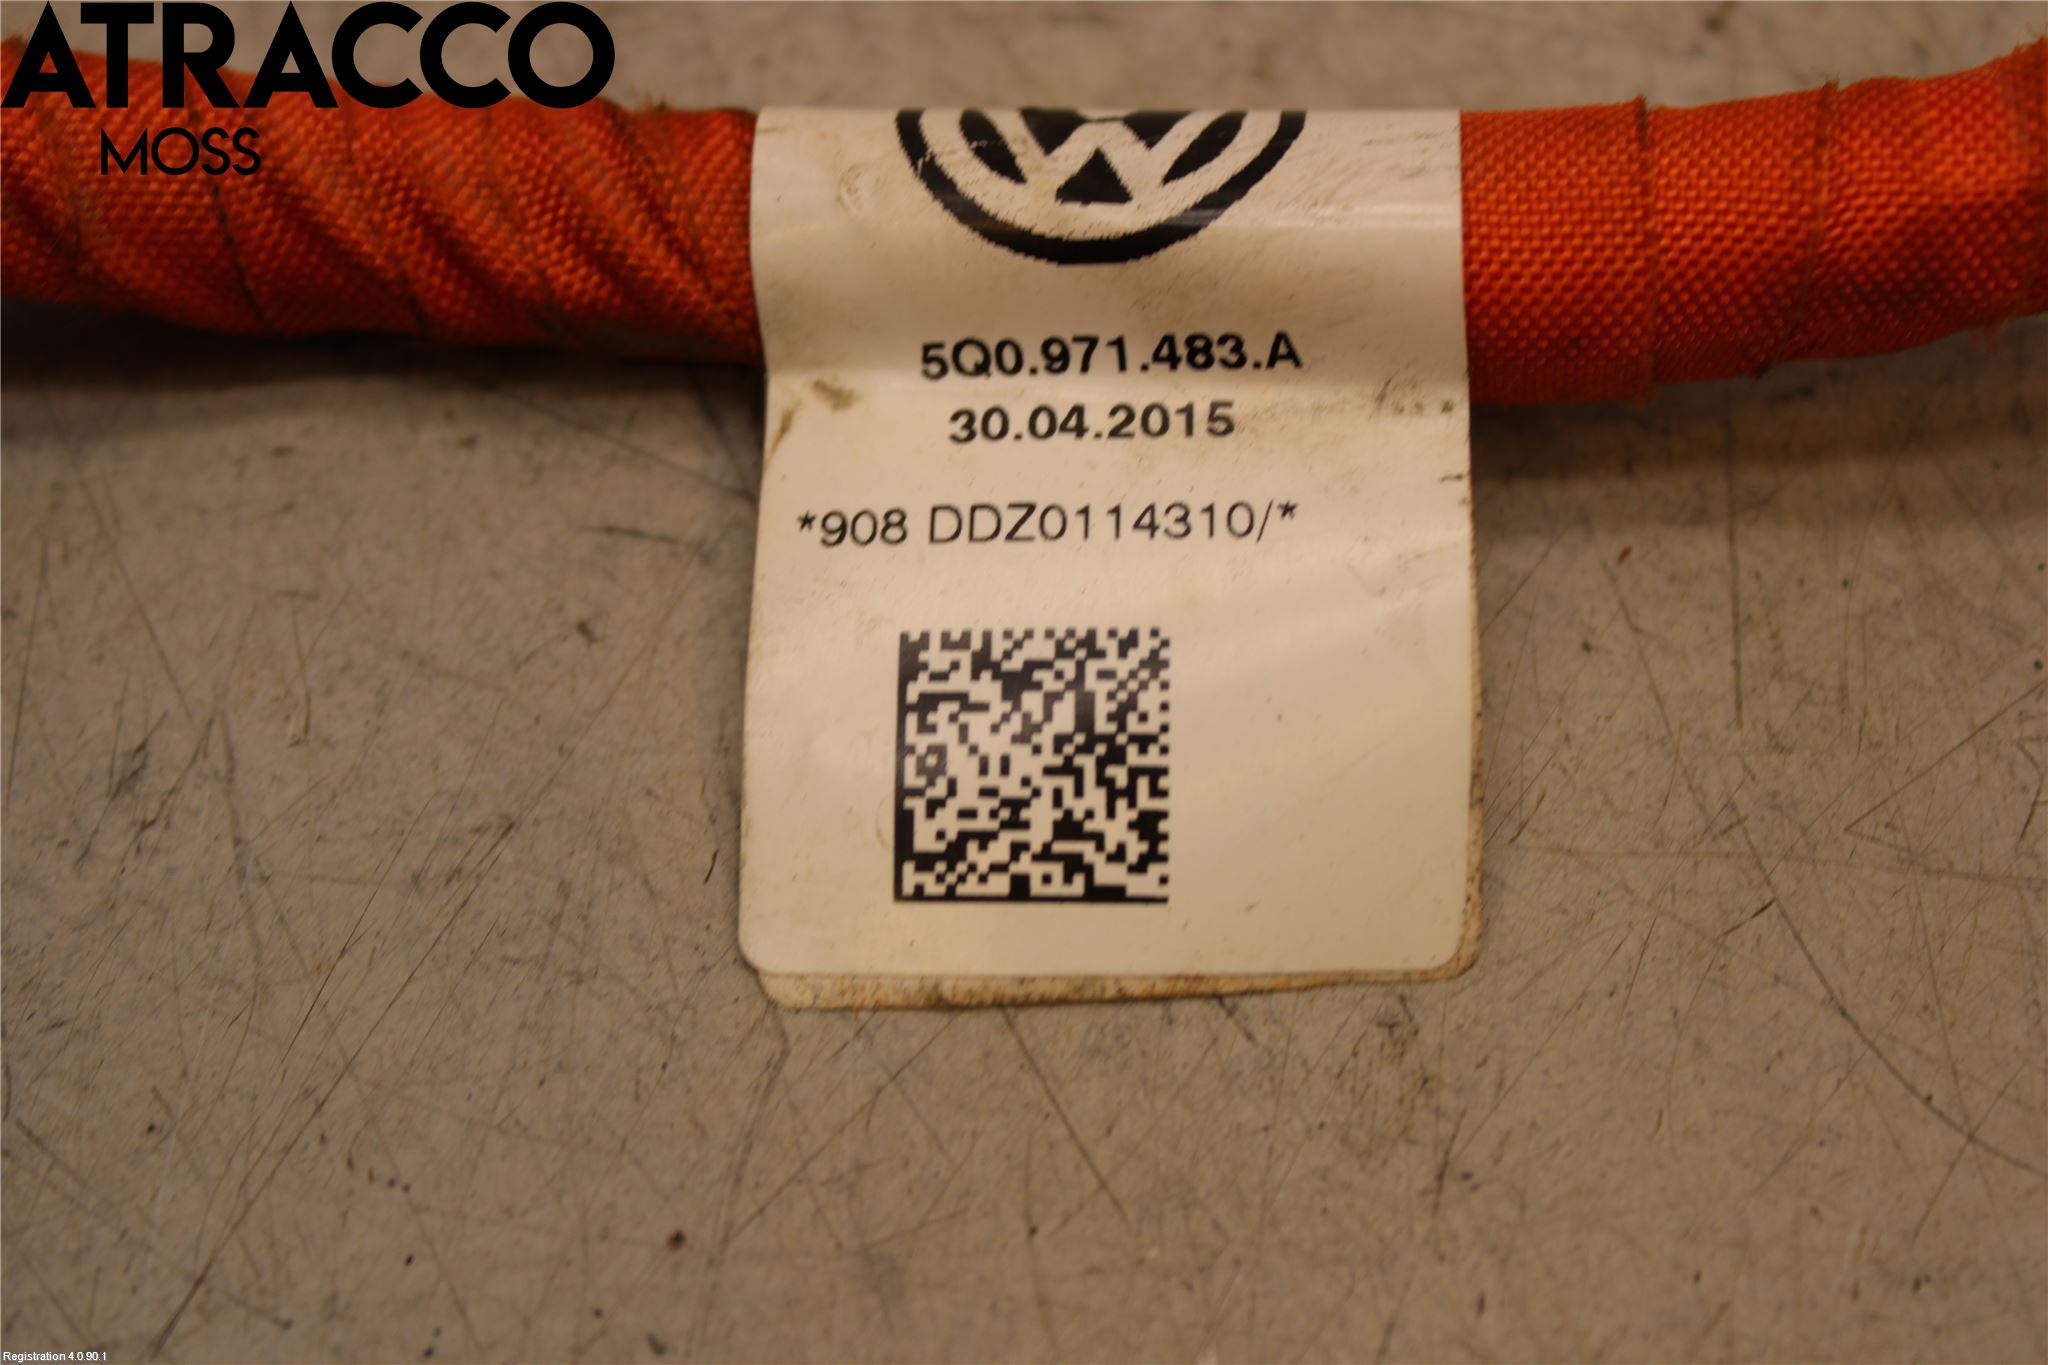 ATRACCO
MOSS
5Q0.971.483.A
30.04.2015
*908 DDZ0114310/*
Registration 4.0.90.1